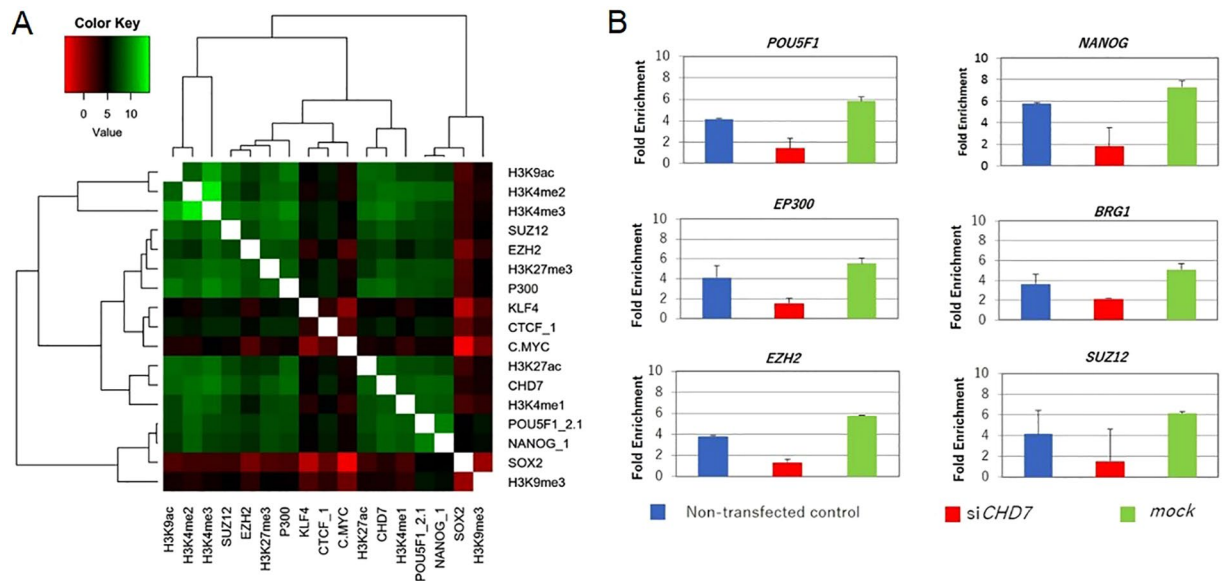 A
Color Key
0 5 10
Value
H3K9ac
H3K4me2
H3K4me3
SUZ12
EZH2
H3K27me3
P300
KLF4
CTCF_1
C.MYC
H3K27ac
CHD7
H3K4me1
POU5F1_2.1
NANOG_1
SOX2
H3K9me3
H3K9ac
H3K4me2
H3K4me3
SUZ12
EZH2
H3K27me3
P300
KLF4
CTCF_1
C.MYC
H3K27ac
CHD7
H3K4me1
POU5F1_2.1
NANOG_1
SOX2
H3K9me3
B
POU5F1
Fold Enrichment
10
8
6
4
2
0
NANOG
Fold Enrichment
10
8
6
4
2
0
EP300
Fold Enrichment
10
8
6
4
2
0
BRG1
Fold Enrichment
10
8
6
4
2
0
EZH2
Fold Enrichment
10
8
6
4
2
0
SUZ12
Fold Enrichment
10
8
6
4
2
0
Non-transfected control
siCHD7
mock